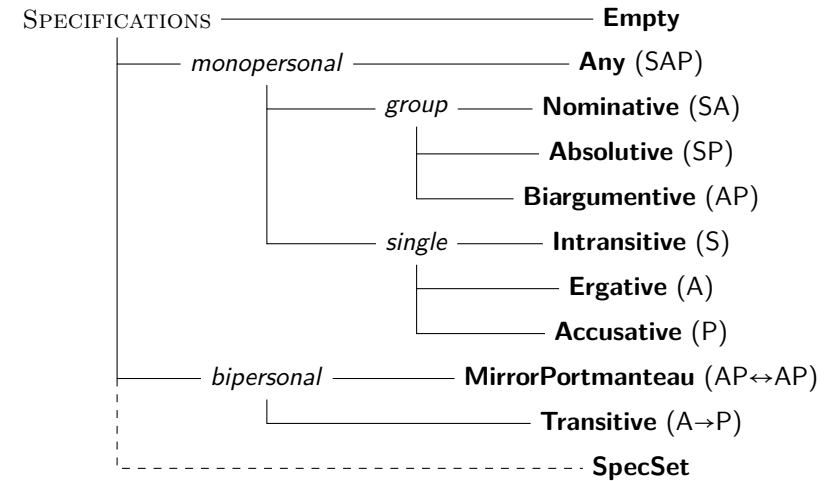 SPECIFICATIONS Empty
monopersonal Any (SAP)
group Nominative (SA)
Absolutive (SP)
Biargumentive (AP)
single Intransitive (S)
Ergative (A)
Accusative (P)
bipersonal MirrorPortmanteau (AP↔AP)
Transitive (A→P)
SpecSet